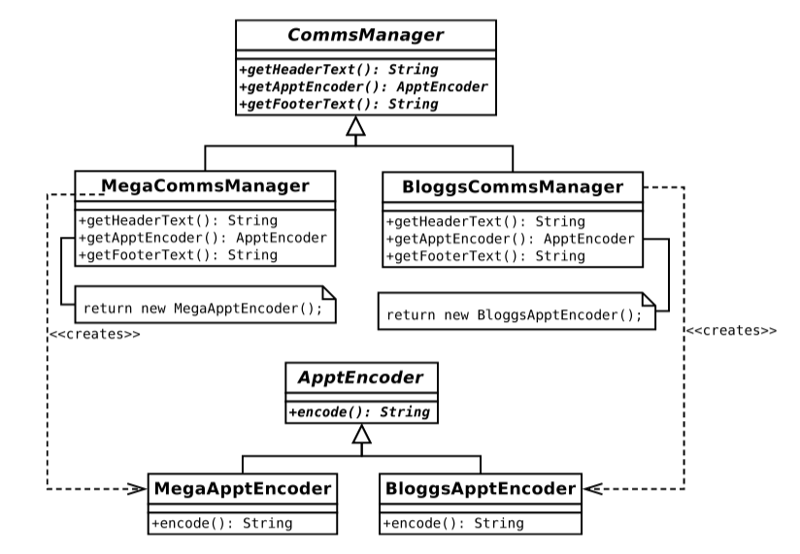 CommsManager
+getHeaderText(): String
+getApptEncoder(): ApptEncoder
+getFooterText(): String
MegaCommsManager
+getHeaderText(): String
+getApptEncoder(): ApptEncoder
+getFooterText(): String
return new MegaApptEncoder();
<<creates>>
BloggsCommsManager
+getHeaderText(): String
+getApptEncoder(): ApptEncoder
+getFooterText(): String
return new BloggsApptEncoder();
<<creates>>
ApptEncoder
+encode(): String
MegaApptEncoder
+encode(): String
BloggsApptEncoder
+encode(): String